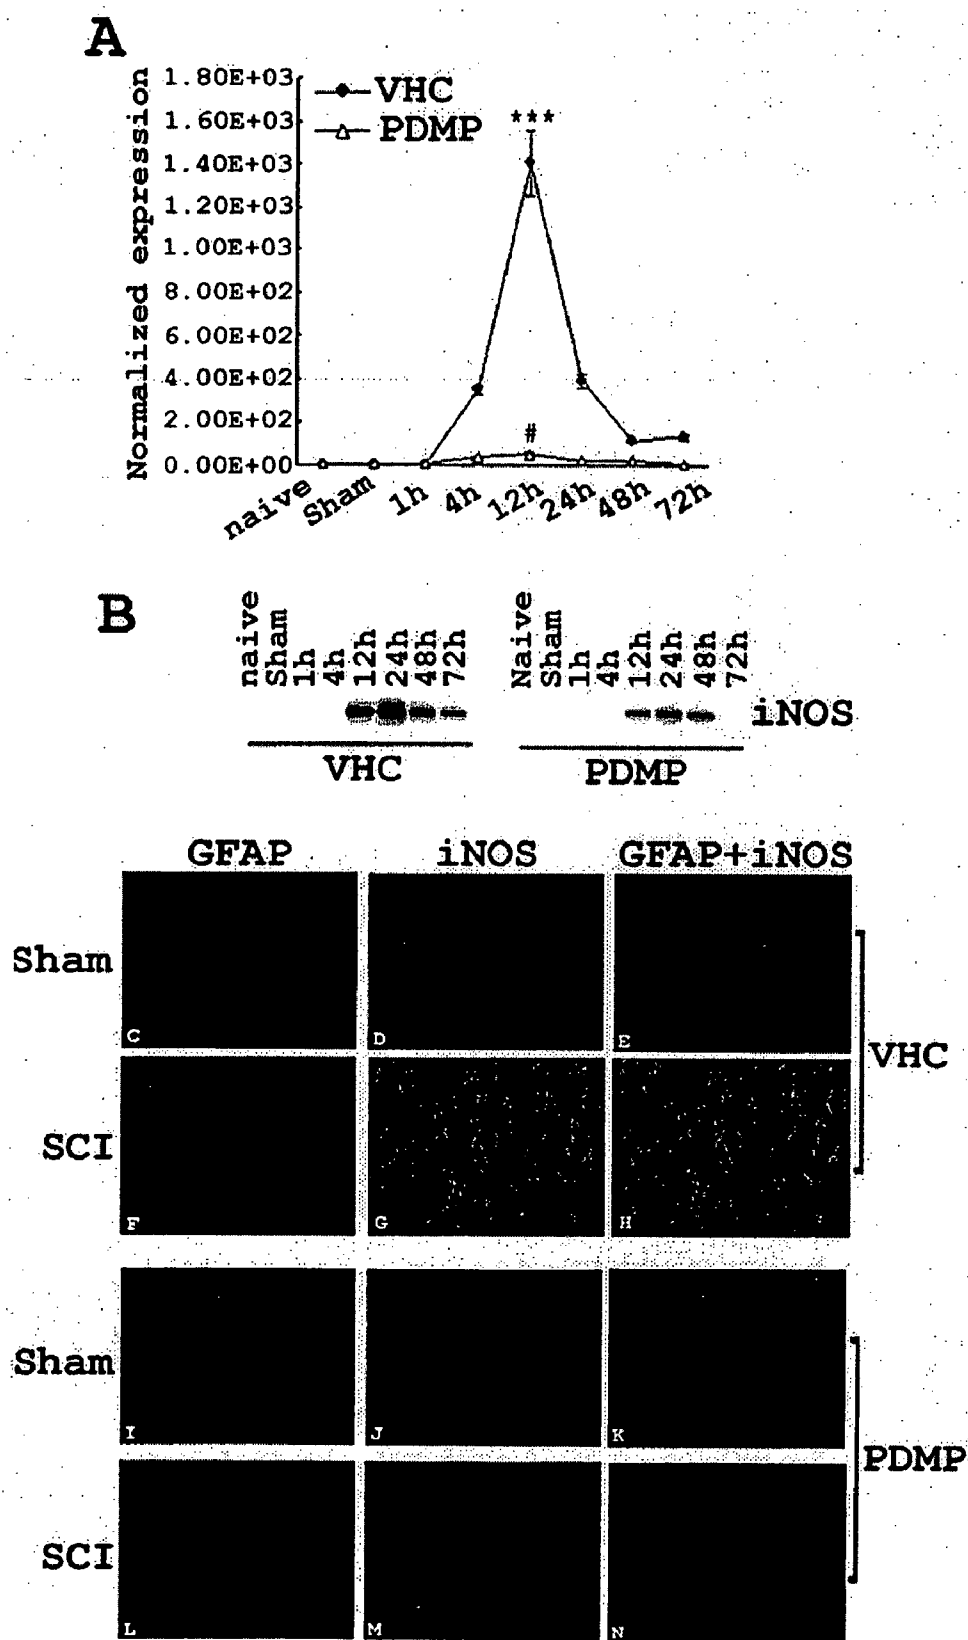 A
Normalized expression
1.80E+03
1.60E+03
1.40E+03
1.20E+03
1.00E+03
8.00E+02
6.00E+02
4.00E+02
2.00E+02
0.00E+00
VHC
PDMP
***
#
naive Sham 1h 4h 12h 24h 48h 72h
B
naive Sham 1h 4h 12h 24h 48h 72h
Naive Sham 1h 4h 12h 24h 48h 72h
iNOS
VHC PDMP
GFAP iNOS GFAP+iNOS
Sham
C D E
VHC
SCI
F G H
Sham
I J K
PDMP
SCI
L M N